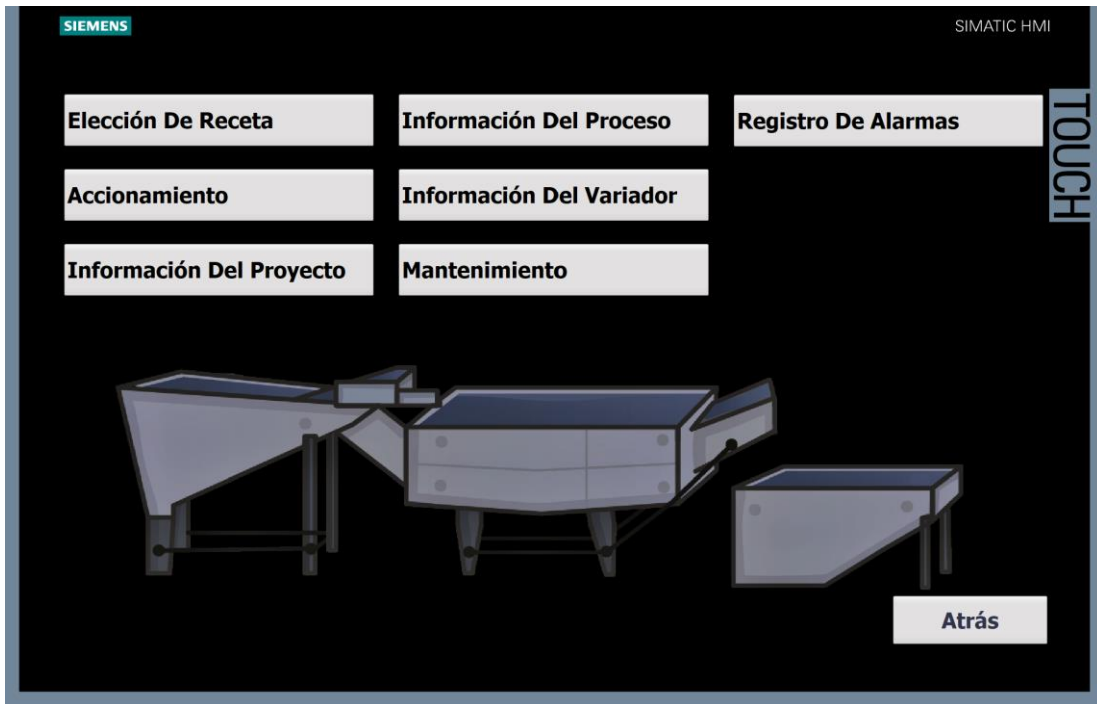 SIEMENS
SIMATIC HMI
TOUCH
Elección De Receta
Información Del Proceso
Registro De Alarmas
Accionamiento
Información Del Variador
Información Del Proyecto
Mantenimiento
Atrás